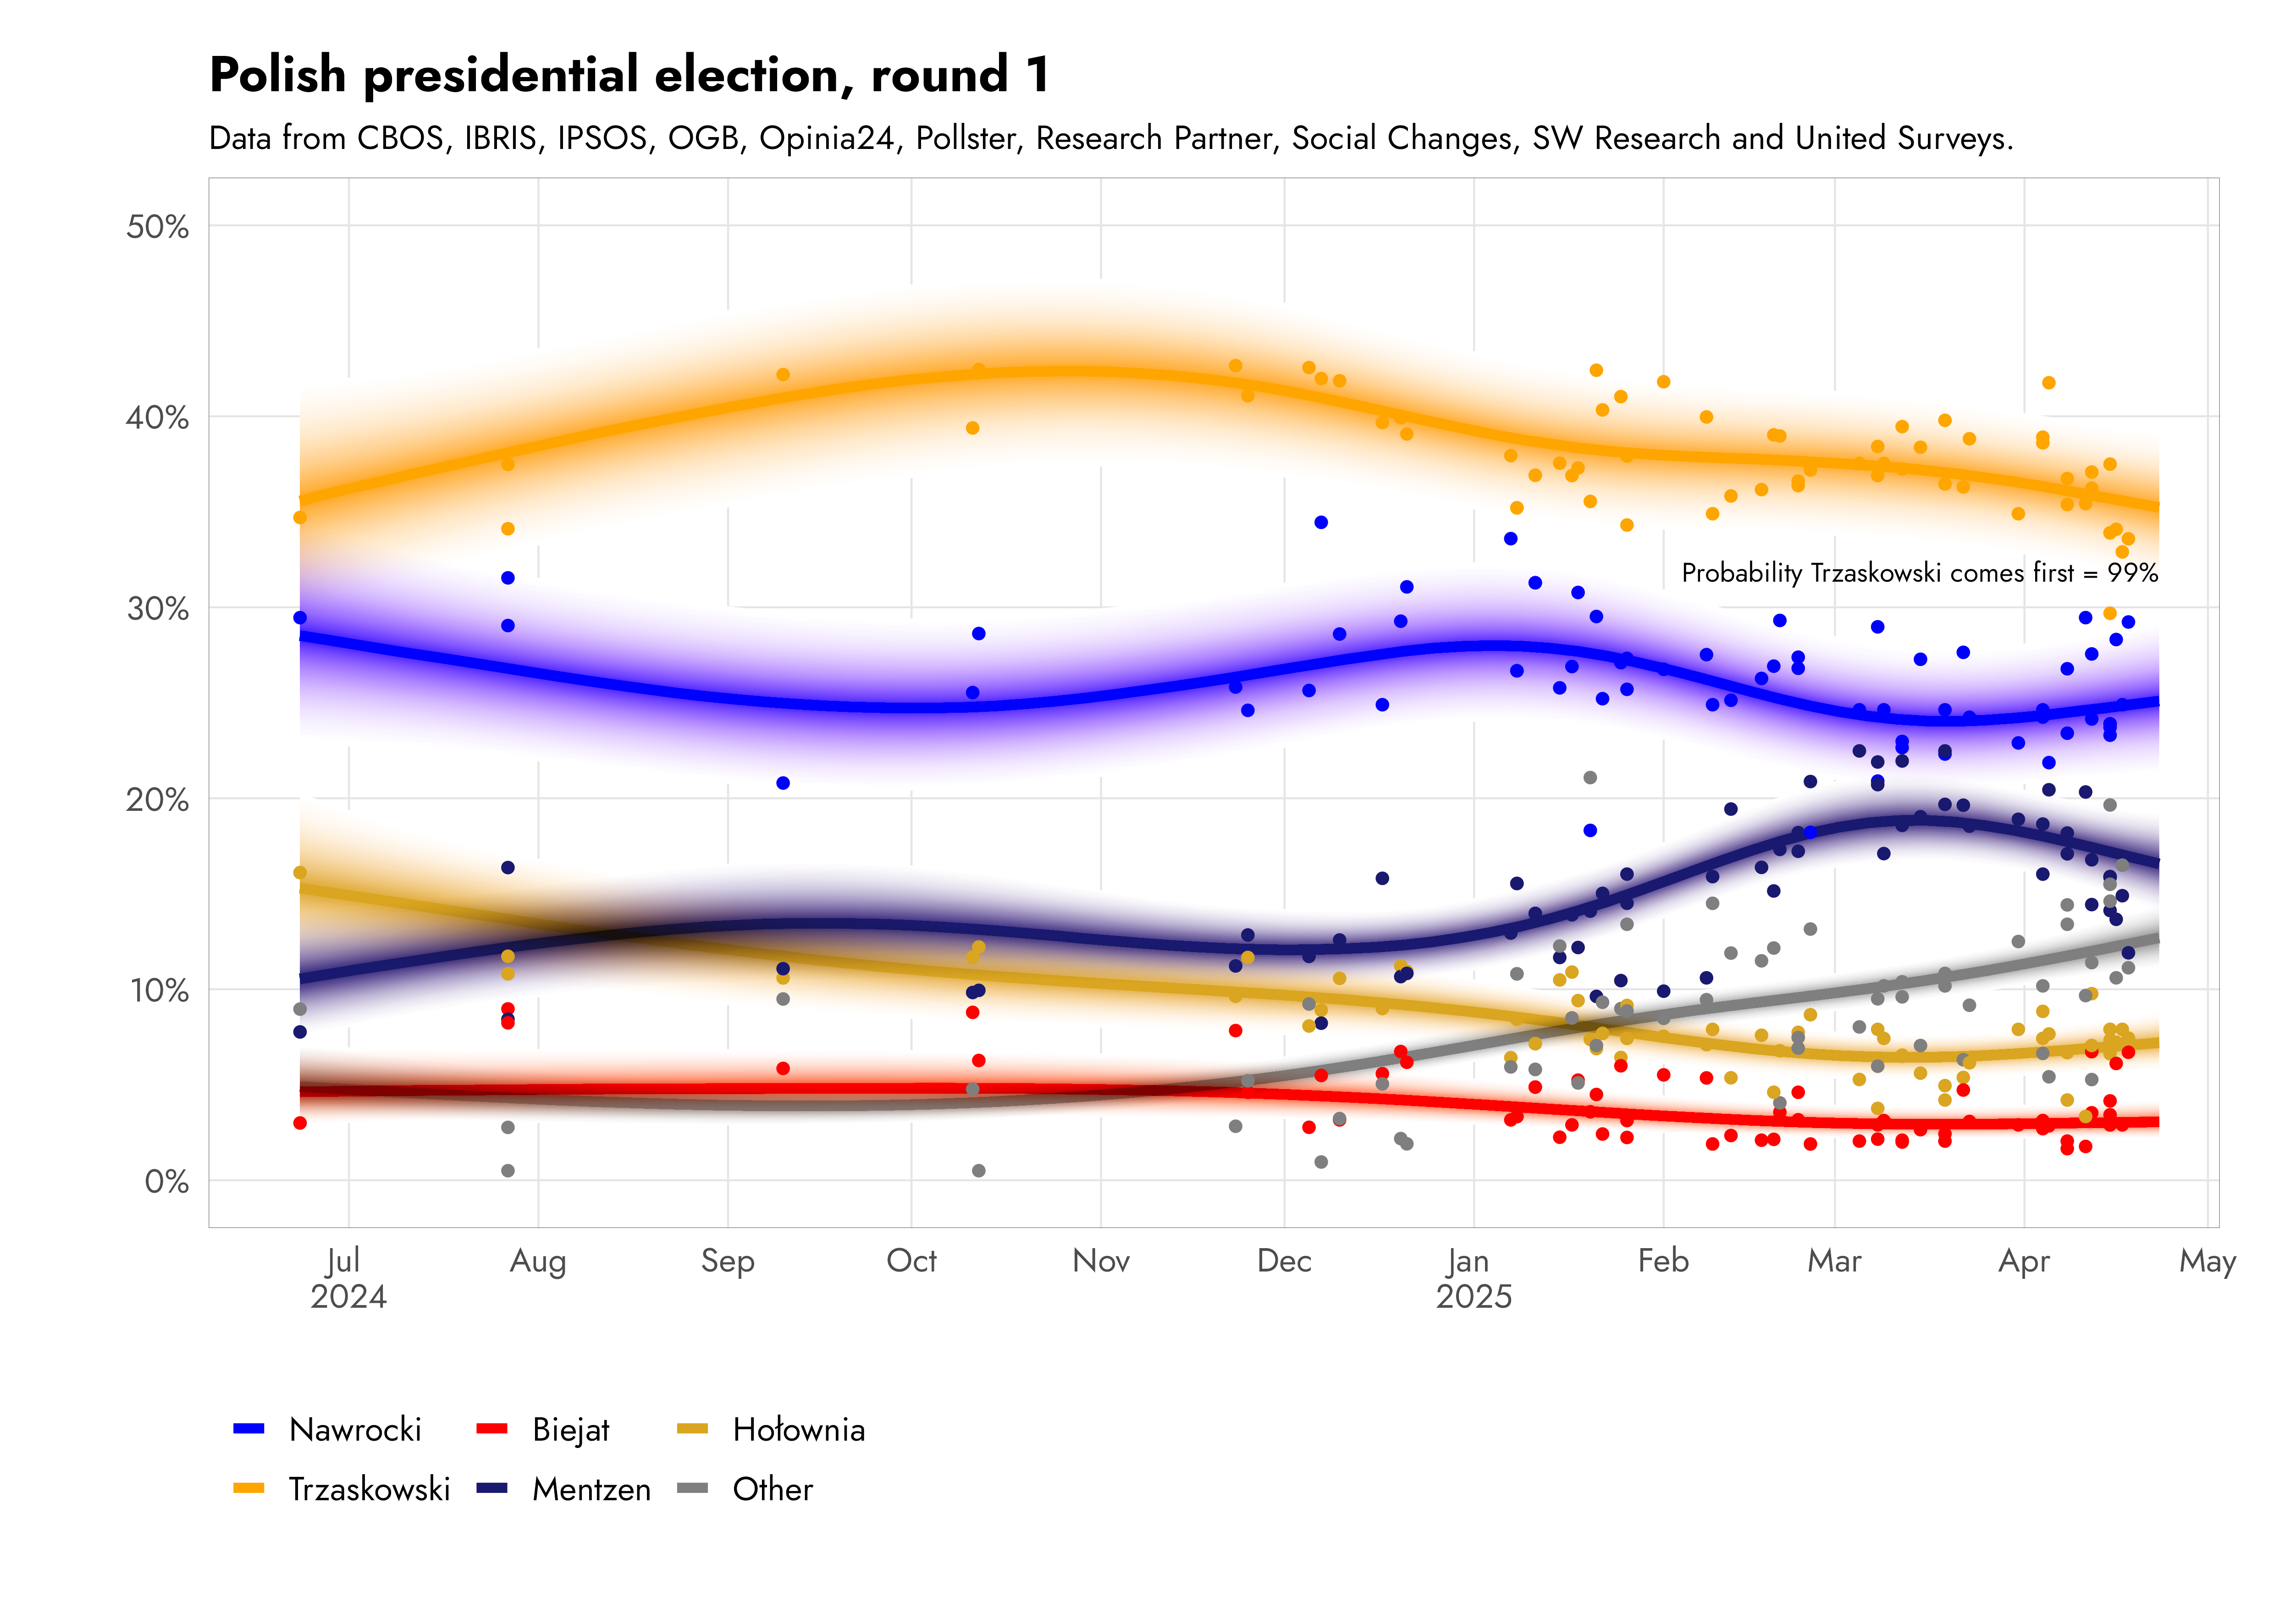 Polish presidential election, round 1
Data from CBOS, IBRIS, IPSOS, OGB, Opinia24, Pollster, Research Partner, Social Changes, SW Research and United Surveys.
50%
40%
30%
20%
10%
0%
Probability Trzaskowski comes first = 99%
Jul Aug Sep Oct Nov Dec Jan Feb Mar Apr May
2024 2025
Nawrocki Biejat Hołownia
Trzaskowski Mentzen Other